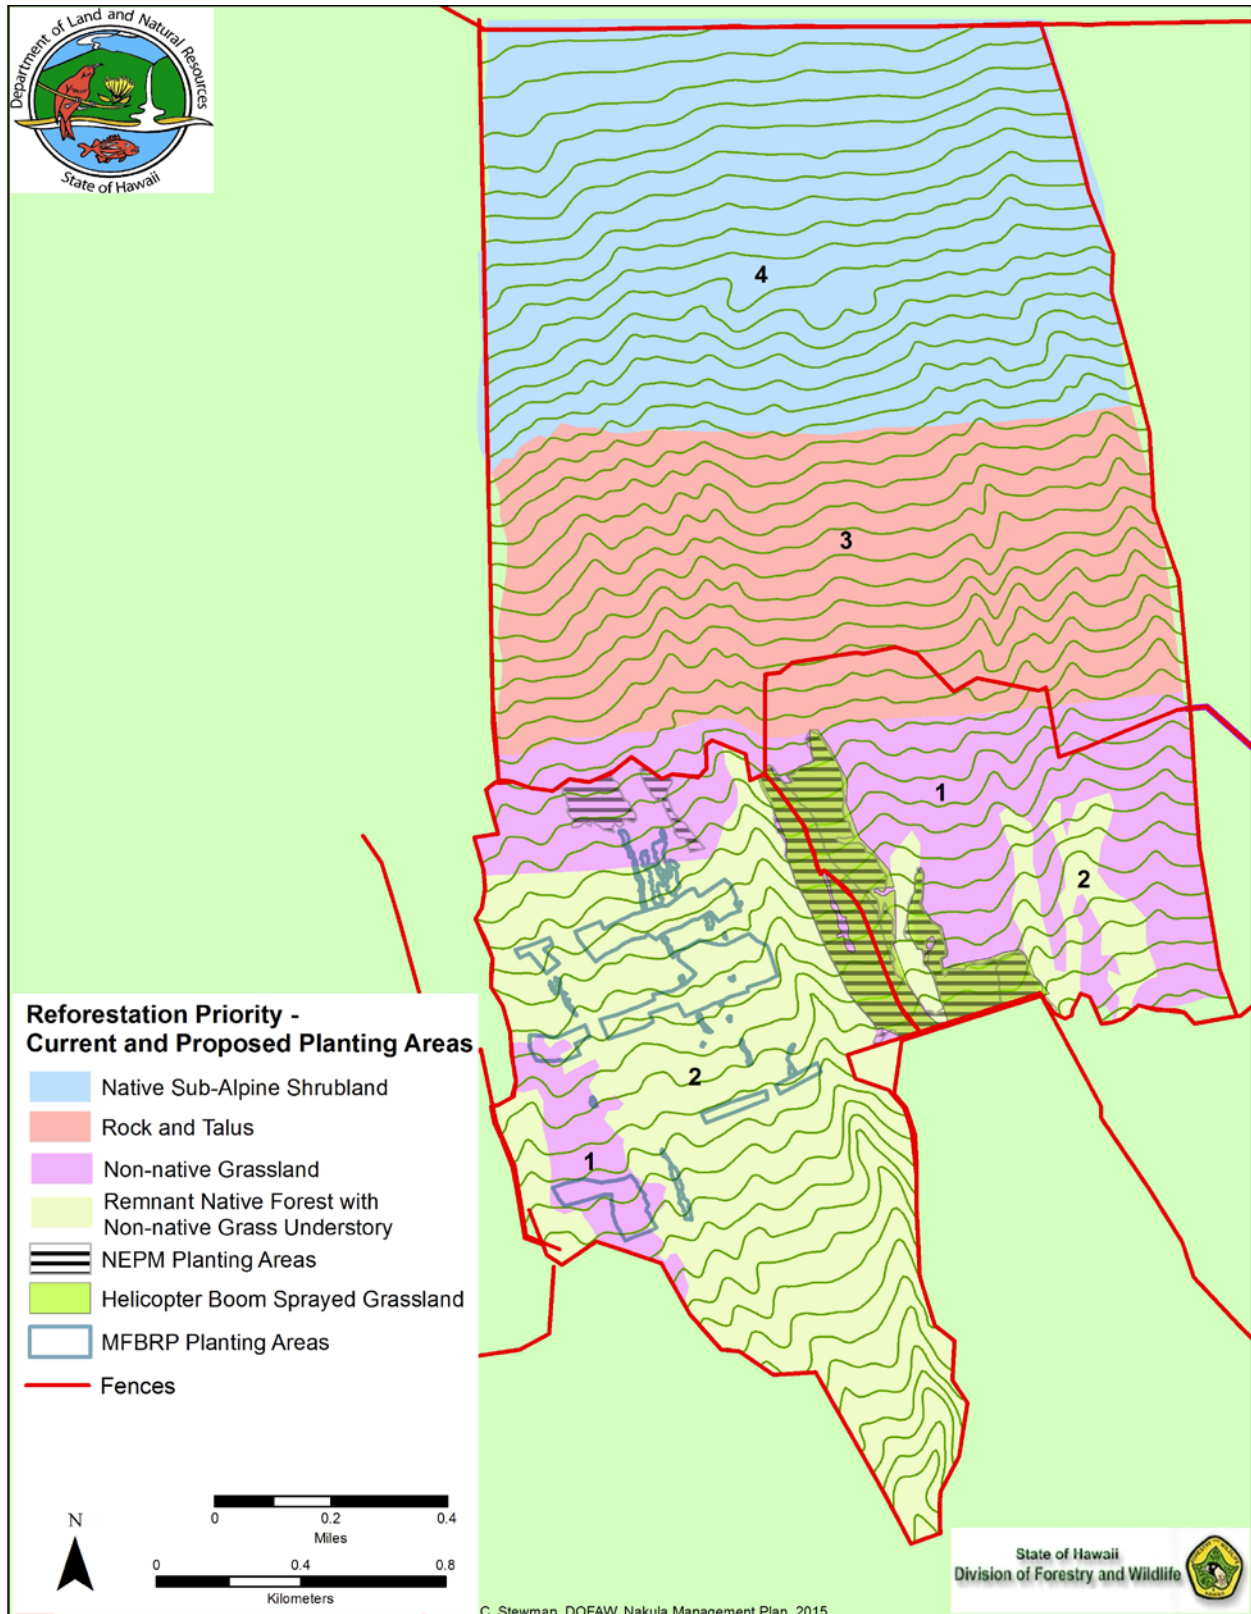 Department of Land and Natural Resources
State of Hawaii
4
3
1
2
2
1
Reforestation Priority -
Current and Proposed Planting Areas
Native Sub-Alpine Shrubland
Rock and Talus
Non-native Grassland
Remnant Native Forest with
Non-native Grass Understory
NEPM Planting Areas
Helicopter Boom Sprayed Grassland
MFBRP Planting Areas
Fences
N
0 0.2 0.4
Miles
0 0.4 0.8
Kilometers
State of Hawaii
Division of Forestry and Wildlife
C. Stewman, DOFAW, Nakula Management Plan, 2015